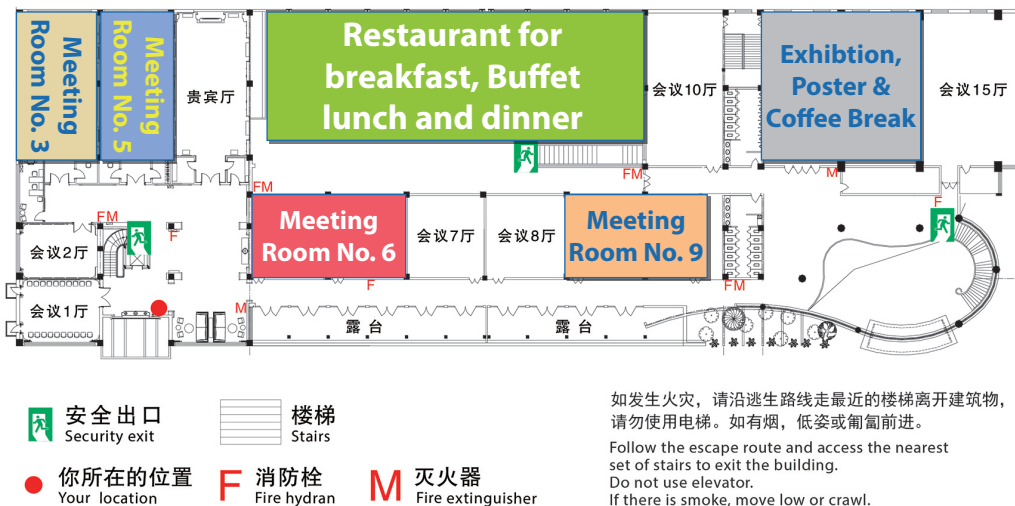 Meeting
Room No. 3
Meeting
Room No. 5
贵宾厅
Restaurant for
breakfast, Buffet
lunch and dinner
会议10厅
Exhibtion,
Poster &
Coffee Break
会议15厅
FM
FM
M
F
FM
F
会议2厅
Meeting
Room No. 6
会议7厅
会议8厅
Meeting
Room No. 9
F
FM
会议1厅
M
露台
露台
安全出口
Security exit
楼梯
Stairs
你所在的位置
Your location
F
消防栓
Fire hydran
M
灭火器
Fire extinguisher
如发生火灾，请沿逃生路线走最近的楼梯离开建筑物，
请勿使用电梯。如有烟，低姿或匍匐前进。
Follow the escape route and access the nearest
set of stairs to exit the building.
Do not use elevator.
If there is smoke, move low or crawl.